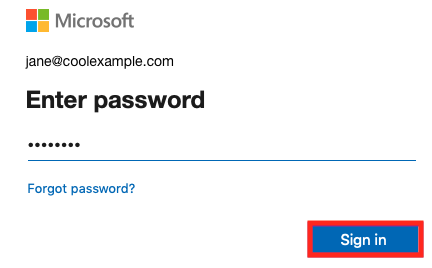 Microsoft
jane@coolexample.com
Enter password
••••••••
Forgot password?
Sign in